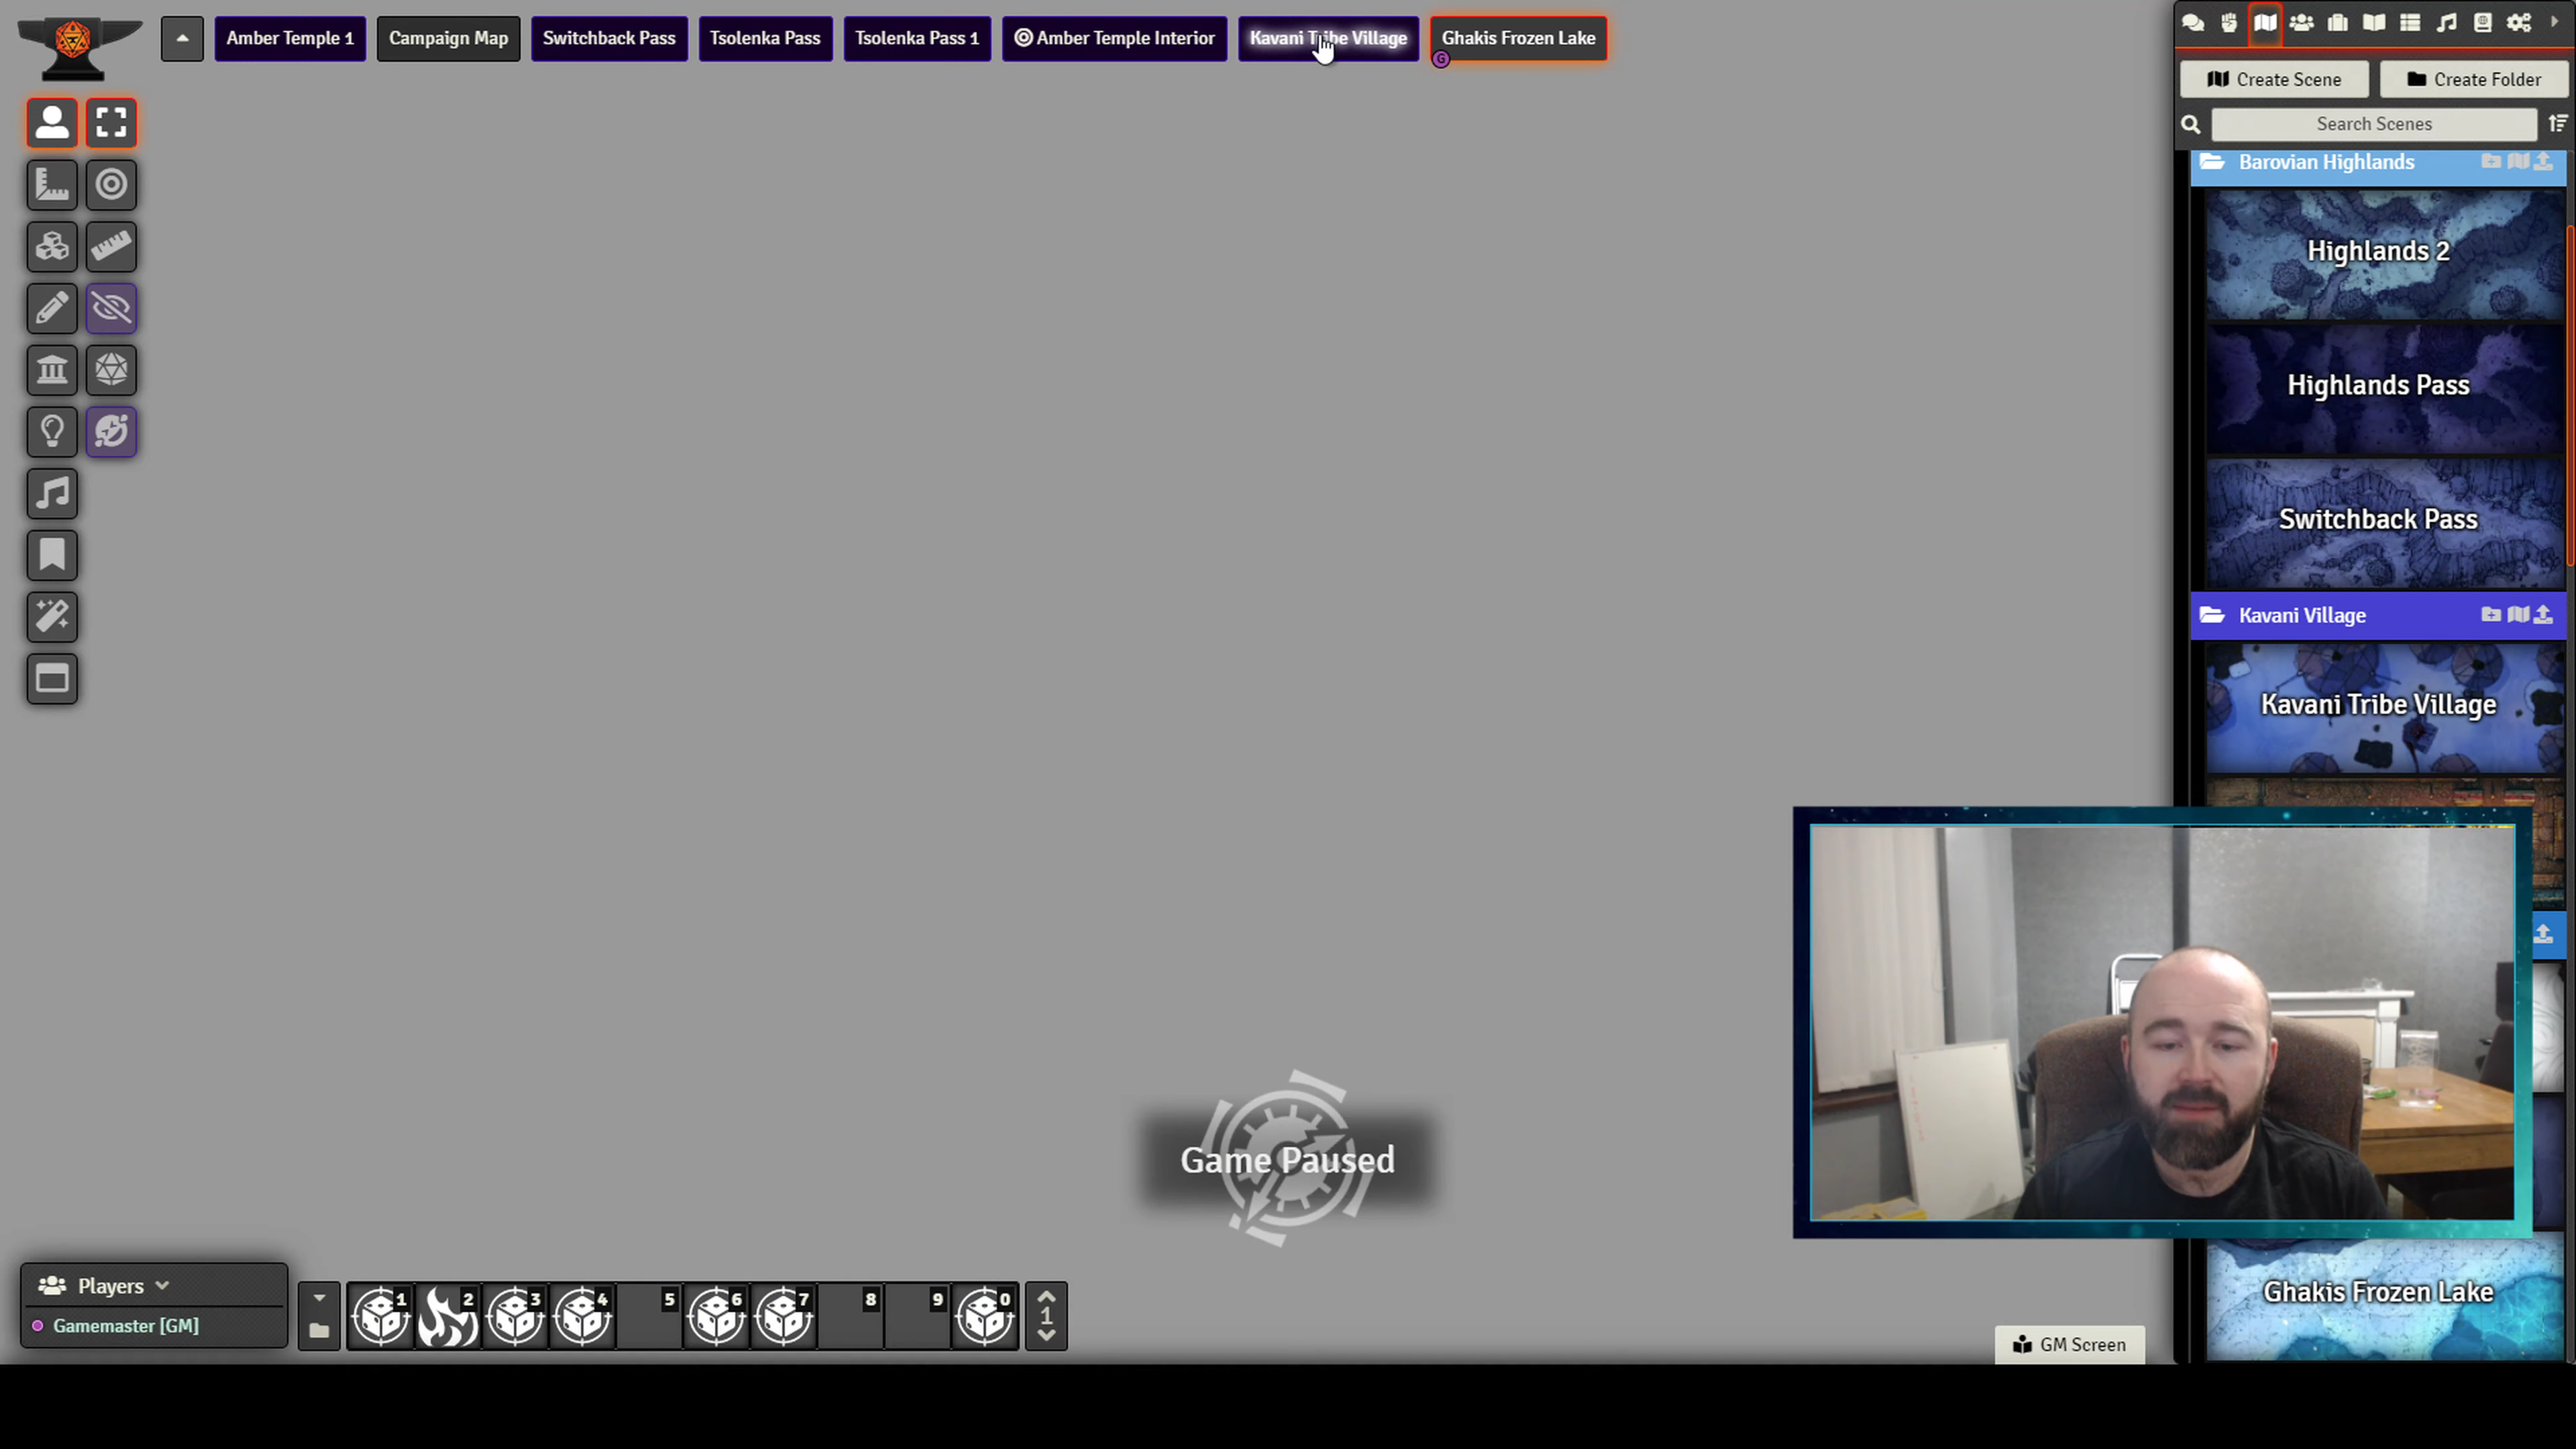 Amber Temple 1
Campaign Map
Switchback Pass
Tsolenka Pass
Tsolenka Pass 1
Amber Temple Interior
Kavani Tribe Village
Ghakis Frozen Lake
G
Create Scene
Create Folder
Search Scenes
Barovian Highlands
Highlands 2
Highlands Pass
Switchback Pass
Kavani Village
Kavani Tribe Village
Ghakis Frozen Lake
Game Paused
Players
Gamemaster [GM]
1 2 3 4 5 6 7 8 9 0
1
GM Screen